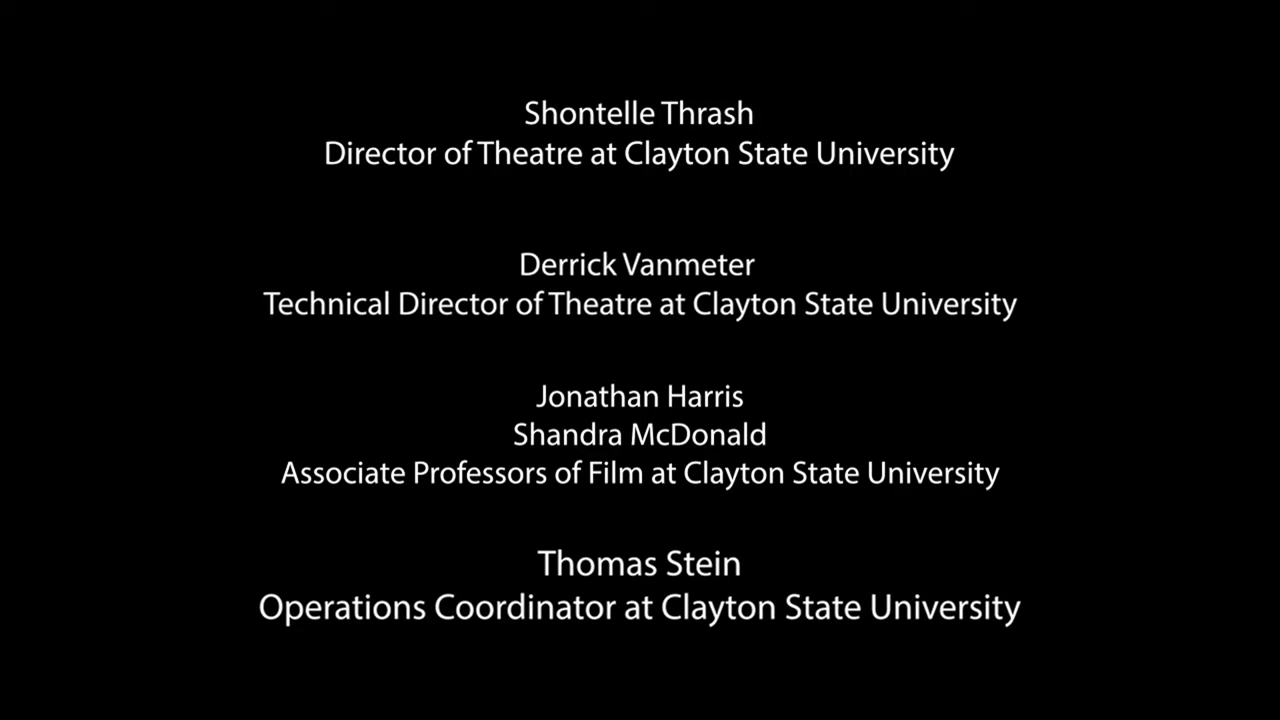 Shontelle Thrash
Director of Theatre at Clayton State University
Derrick Vanmeter
Technical Director of Theatre at Clayton State University
Jonathan Harris
Shandra McDonald
Associate Professors of Film at Clayton State University
Thomas Stein
Operations Coordinator at Clayton State University